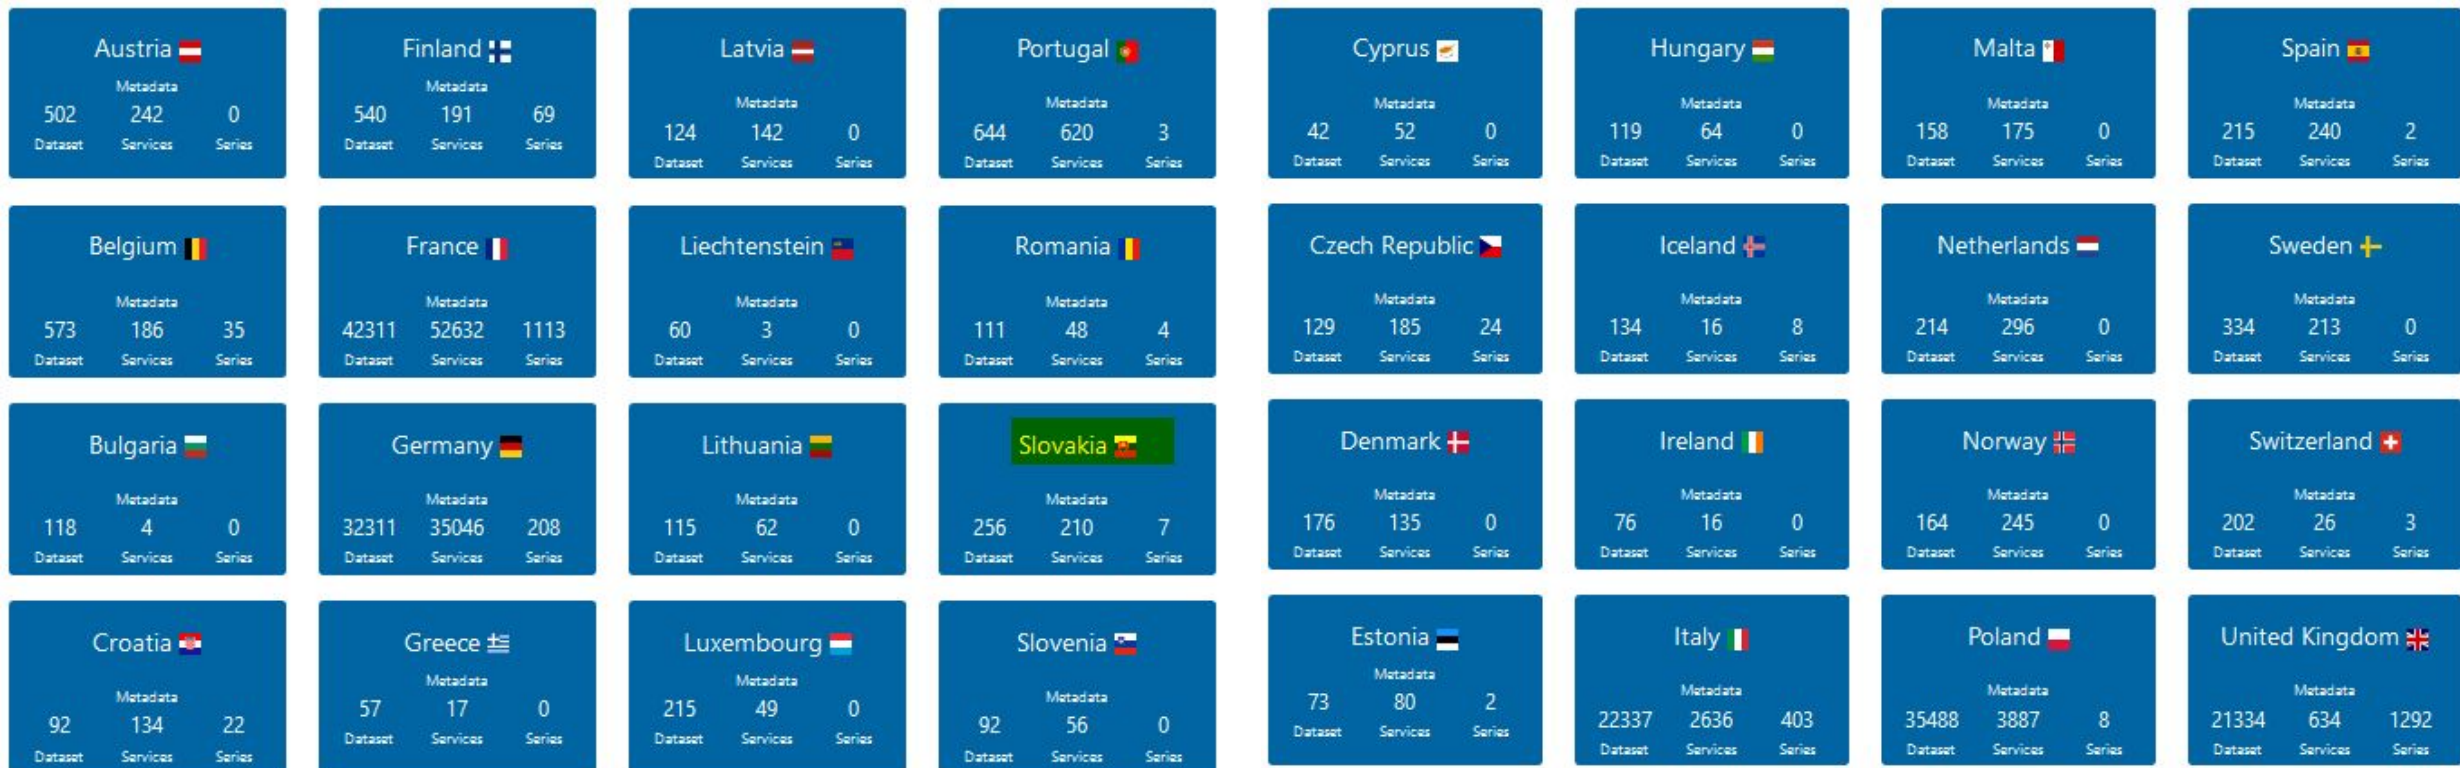 Austria
Metadata
502 242 0
Dataset Services Series
Finland
Metadata
540 191 69
Dataset Services Series
Latvia
Metadata
124 142 0
Dataset Services Series
Portugal
Metadata
644 620 3
Dataset Services Series
Cyprus
Metadata
42 52 0
Dataset Services Series
Hungary
Metadata
119 64 0
Dataset Services Series
Malta
Metadata
158 175 0
Dataset Services Series
Spain
Metadata
215 240 2
Dataset Services Series
Belgium
Metadata
573 186 35
Dataset Services Series
France
Metadata
42311 52632 1113
Dataset Services Series
Liechtenstein
Metadata
60 3 0
Dataset Services Series
Romania
Metadata
111 48 4
Dataset Services Series
Czech Republic
Metadata
129 185 24
Dataset Services Series
Iceland
Metadata
134 16 8
Dataset Services Series
Netherlands
Metadata
214 296 0
Dataset Services Series
Sweden
Metadata
334 213 0
Dataset Services Series
Bulgaria
Metadata
118 4 0
Dataset Services Series
Germany
Metadata
32311 35046 208
Dataset Services Series
Lithuania
Metadata
115 62 0
Dataset Services Series
Slovakia
Metadata
256 210 7
Dataset Services Series
Denmark
Metadata
176 135 0
Dataset Services Series
Ireland
Metadata
76 16 0
Dataset Services Series
Norway
Metadata
164 245 0
Dataset Services Series
Switzerland
Metadata
202 26 3
Dataset Services Series
Croatia
Metadata
92 134 22
Dataset Services Series
Greece
Metadata
57 17 0
Dataset Services Series
Luxembourg
Metadata
215 49 0
Dataset Services Series
Slovenia
Metadata
92 56 0
Dataset Services Series
Estonia
Metadata
73 80 2
Dataset Services Series
Italy
Metadata
22337 2636 403
Dataset Services Series
Poland
Metadata
35488 3887 8
Dataset Services Series
United Kingdom
Metadata
21334 634 1292
Dataset Services Series